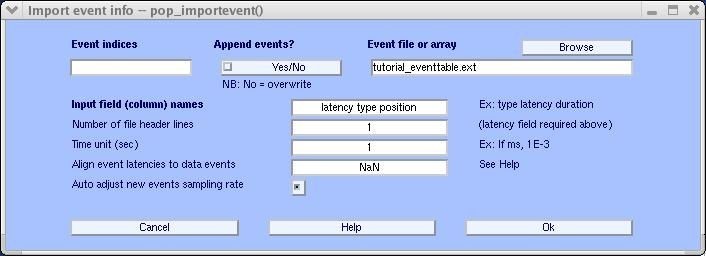 Import event info -- pop_importevent()
Event indices Append events? Event file or array Browse
Yes/No tutorial_eventtable.ext
NB: No = overwrite
Input field (column) names latency type position Ex: type latency duration
Number of file header lines 1 (latency field required above)
Time unit (sec) 1 Ex: If ms, 1E-3
Align event latencies to data events NaN See Help
Auto adjust new events sampling rate
Cancel Help Ok